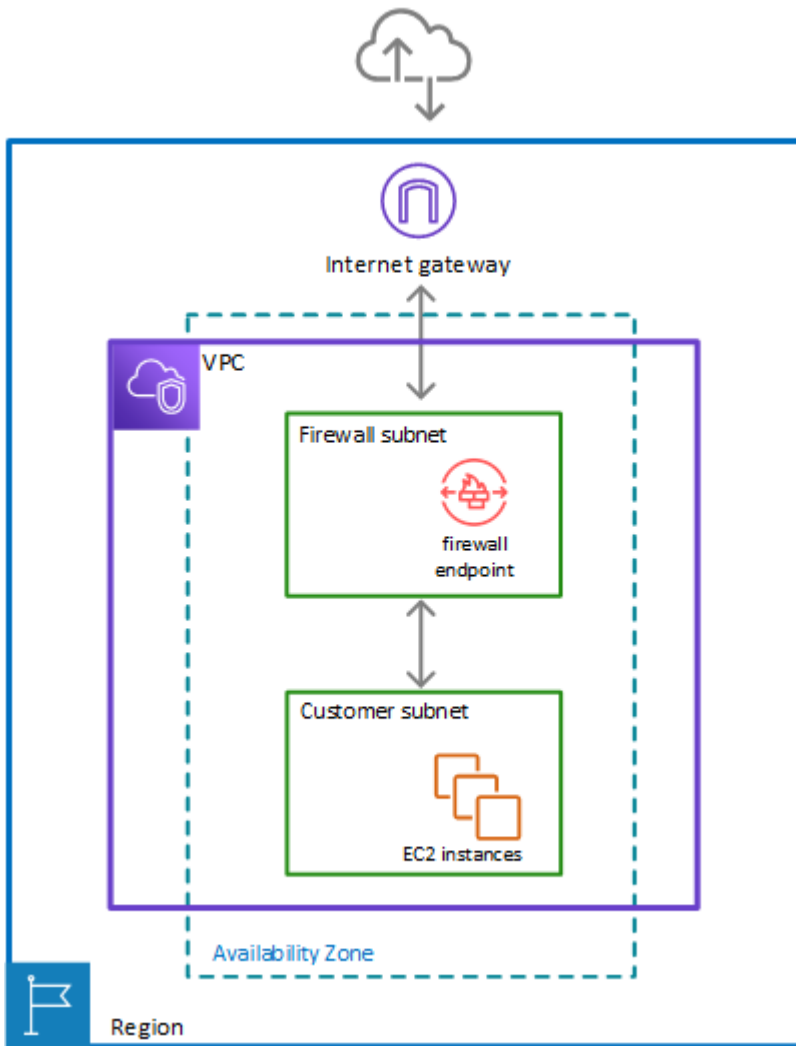 Internet gateway
VPC
Firewall subnet
firewall
endpoint
Customer subnet
EC2 instances
Availability Zone
Region